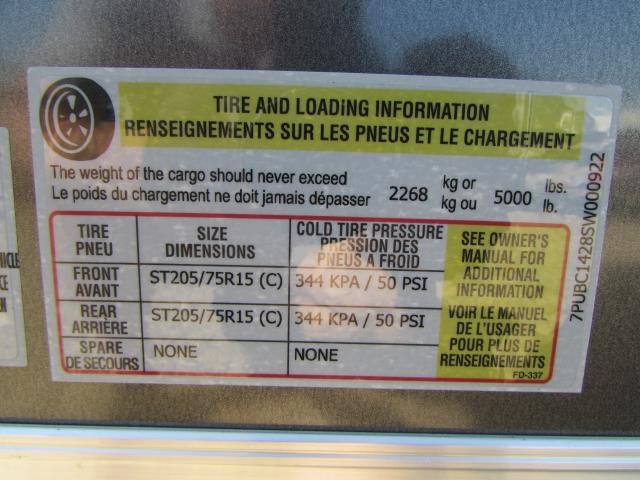 TIRE AND LOADING INFORMATION
RENSEIGNEMENTS SUR LES PNEUS ET LE CHARGEMENT
The weight of the cargo should never exceed
Le poids du chargement ne doit jamais dépasser
2268
kg or
kg ou
5000
lbs.
lb.
TIRE
PNEU
SIZE
DIMENSIONS
COLD TIRE PRESSURE
PRESSION DES
PNEUS A FROID
FRONT
AVANT
ST205/75R15 (C)
344 KPA / 50 PSI
REAR
ARRIÈRE
ST205/75R15 (C)
344 KPA / 50 PSI
SPARE
DE SECOURS
NONE
NONE
SEE OWNER'S
MANUAL FOR
ADDITIONAL
INFORMATION
VOIR LE MANUEL
DE L'USAGER
POUR PLUS DE
RENSEIGNEMENTS
FD-337
7PUBC1428SW000922